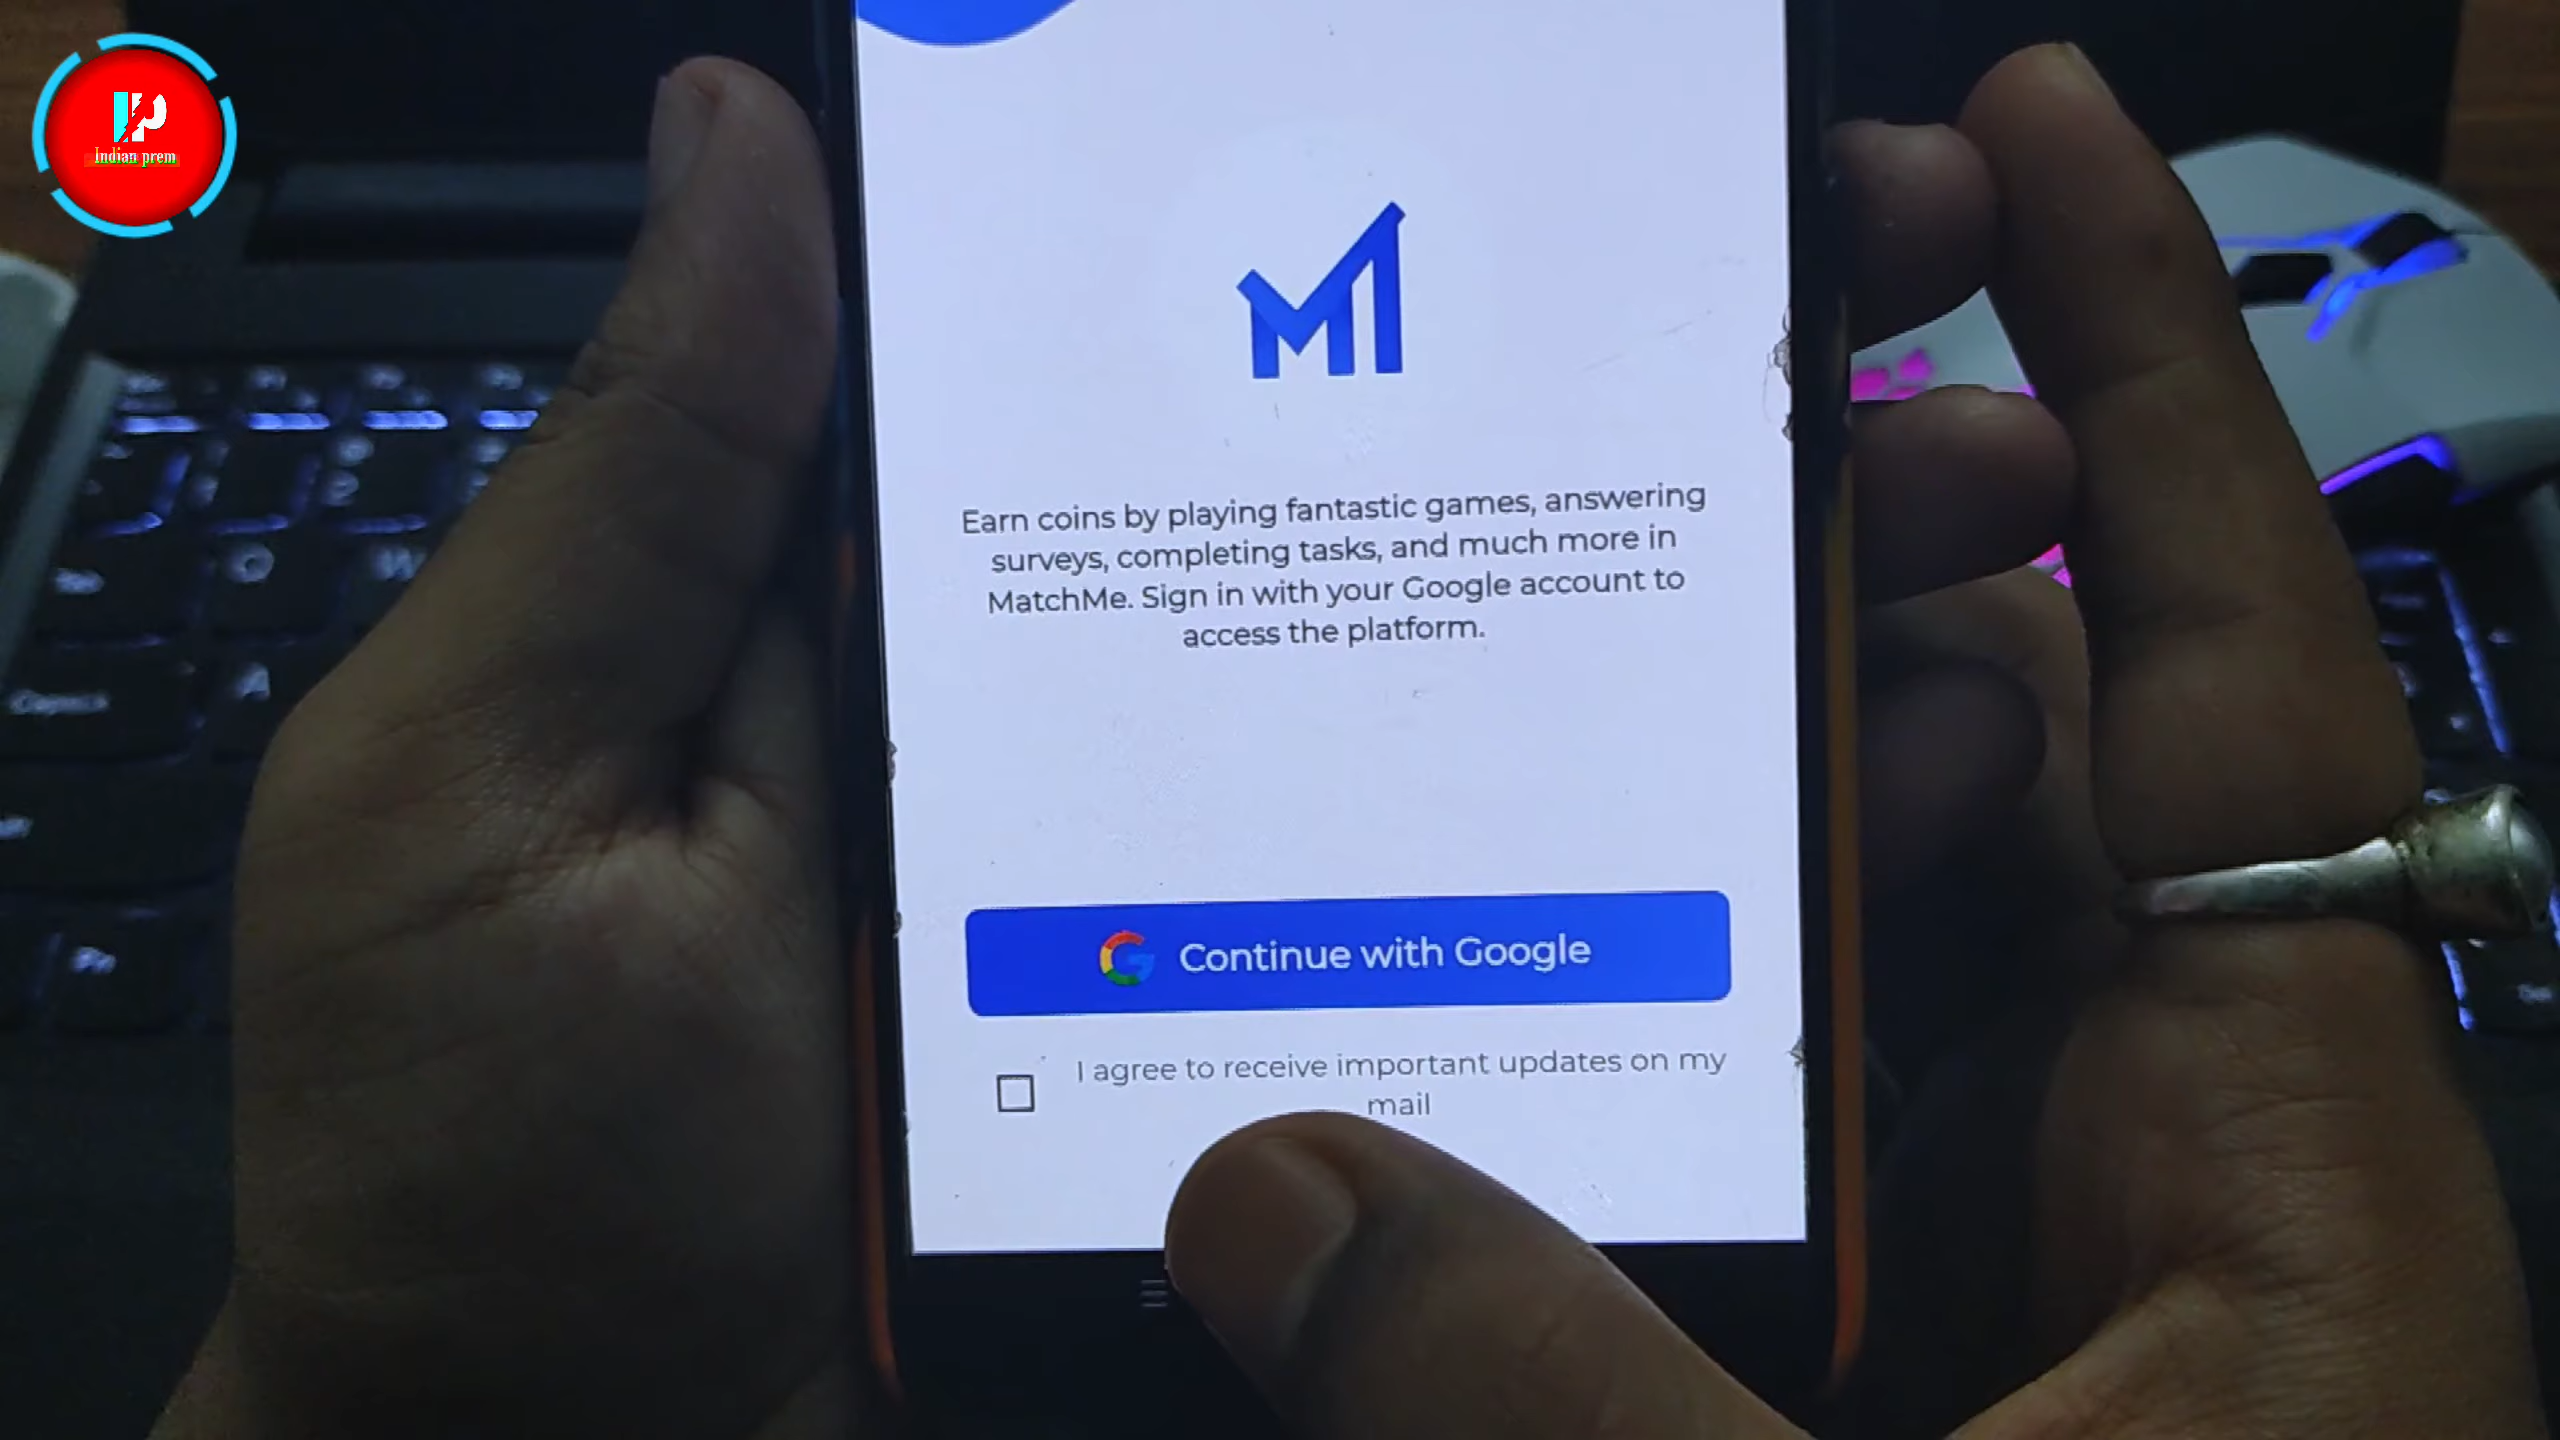 Indian prem
Earn coins by playing fantastic games, answering
surveys, completing tasks, and much more in
MatchMe. Sign in with your Google account to
access the platform.
Continue with Google
I agree to receive important updates on my
mail
A
Fn